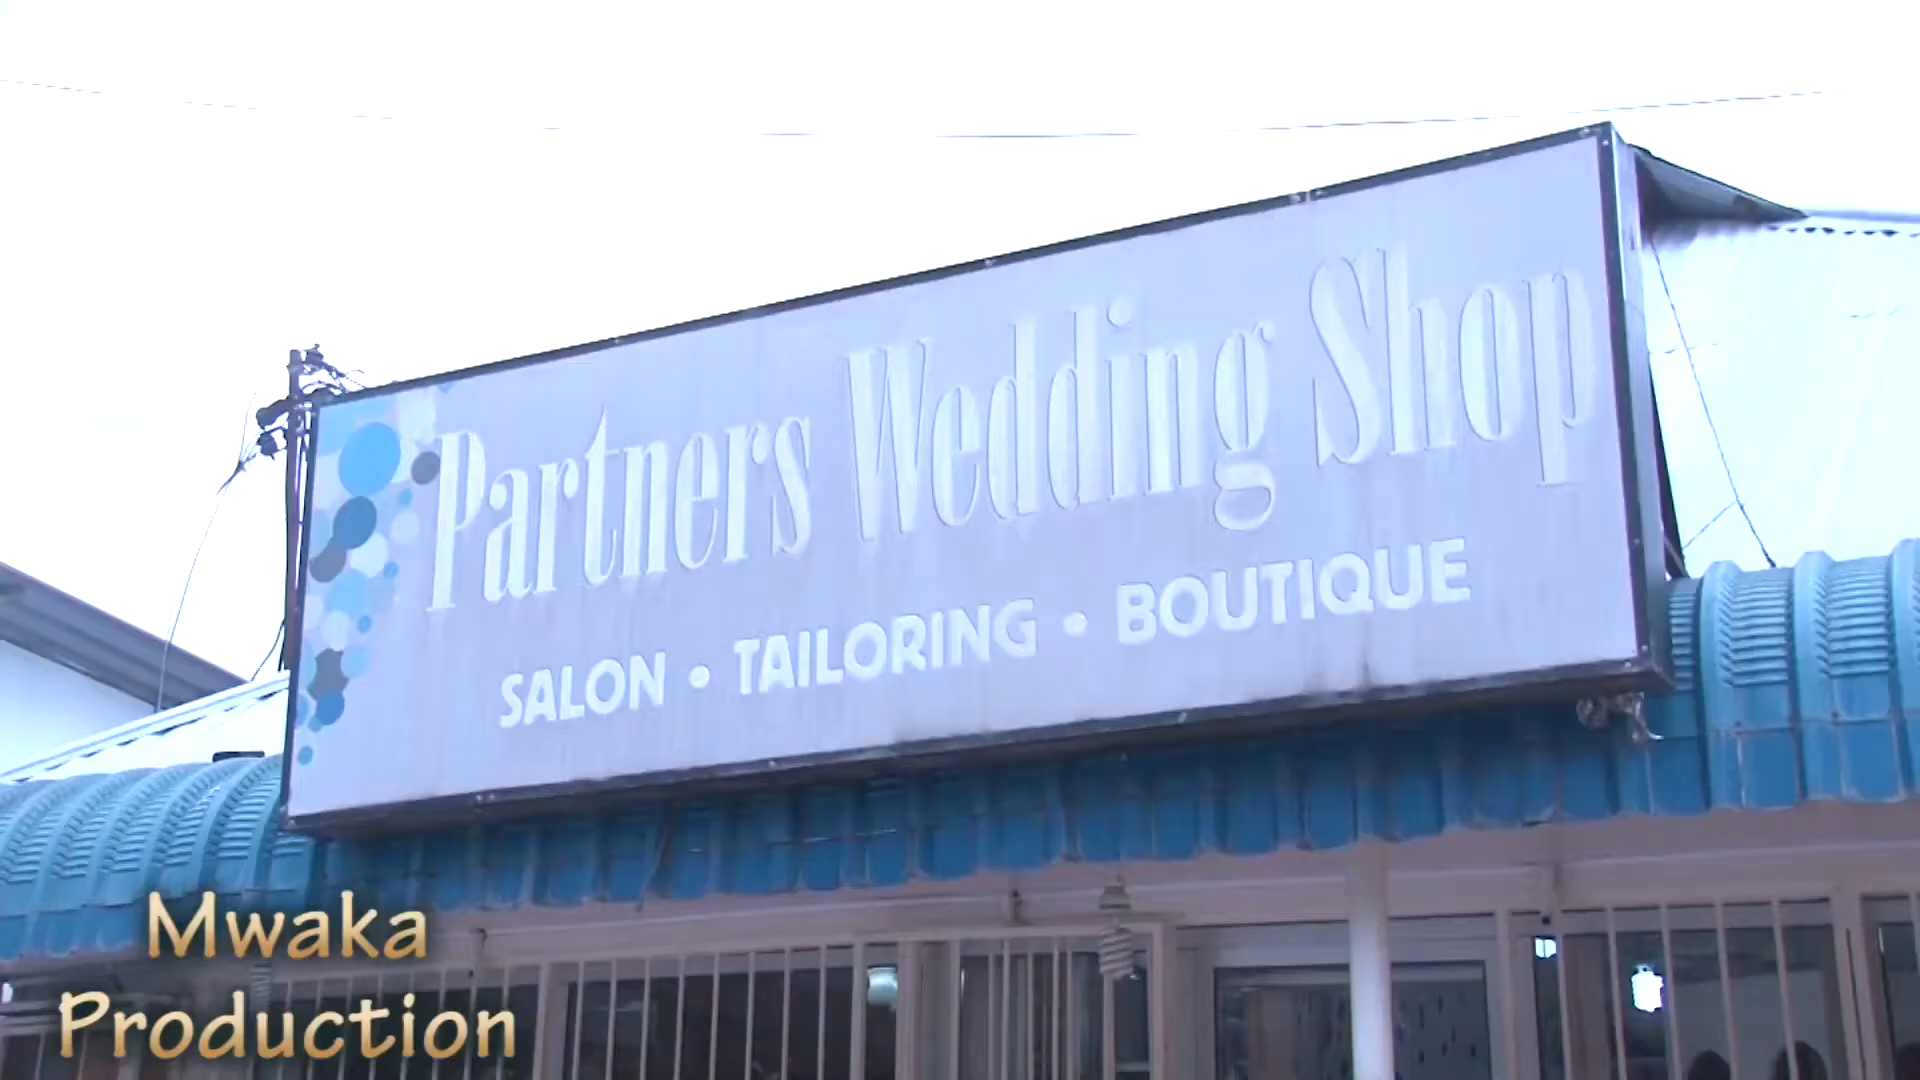 Partners Wedding Shop
SALON • TAILORING • BOUTIQUE
Mwaka
Production